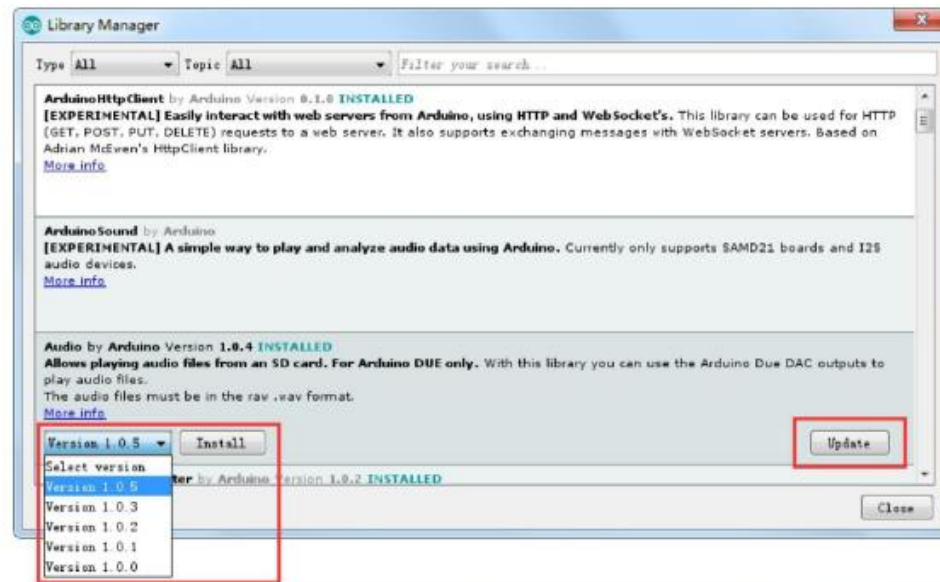 Library Manager
Type All Topic All Filter your search...
ArduinoHttpClient by Arduino Version 0.1.0 INSTALLED
[EXPERIMENTAL] Easily interact with web servers from Arduino, using HTTP and WebSocket's. This library can be used for HTTP
(GET, POST, PUT, DELETE) requests to a web server. It also supports exchanging messages with WebSocket servers. Based on
Adrian McEwen's HttpClient library.
More info
ArduinoSound by Arduino
[EXPERIMENTAL] A simple way to play and analyze audio data using Arduino. Currently only supports SAMD21 boards and I2S
audio devices.
More info
Audio by Arduino Version 1.0.4 INSTALLED
Allows playing audio files from an SD card. For Arduino DUE only. With this library you can use the Arduino Due DAC outputs to
play audio files.
The audio files must be in the raw .wav format.
More info
Version 1.0.5 Install Update
Select version
Version 1.0.5 ter by Arduino Version 1.0.2 INSTALLED
Version 1.0.3
Version 1.0.2 Close
Version 1.0.1
Version 1.0.0